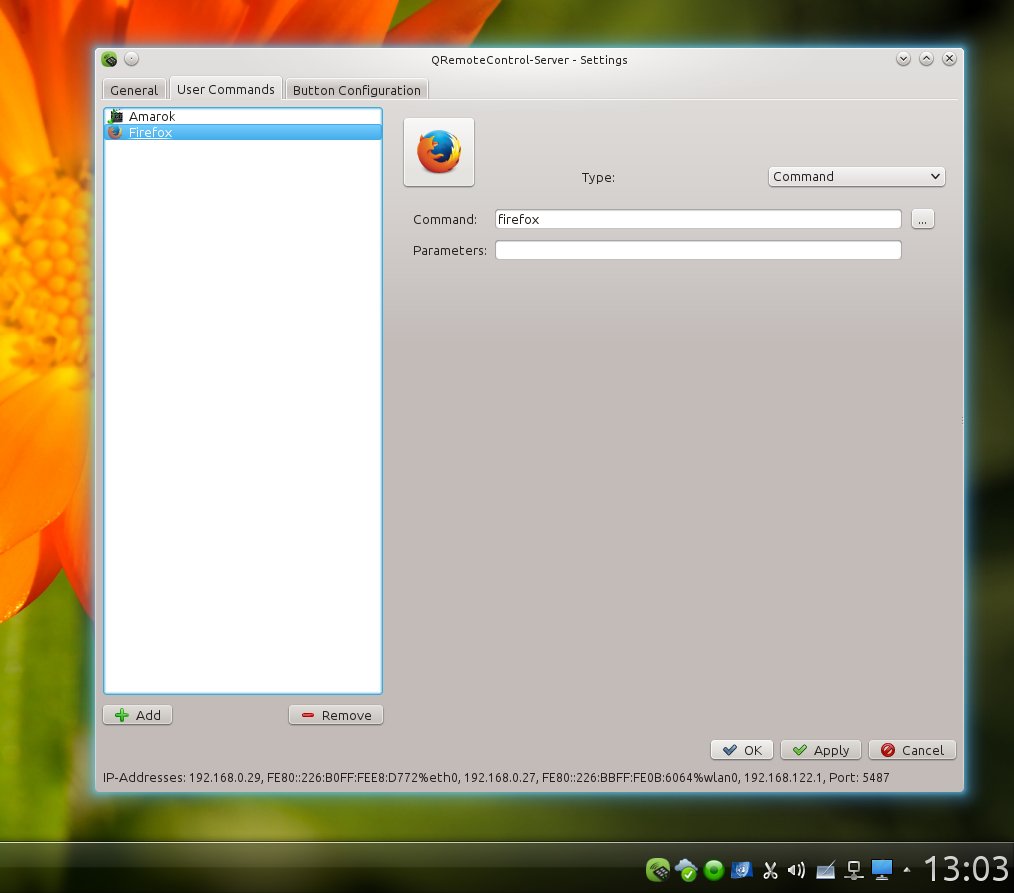 QRemoteControl-Server - Settings
General User Commands Button Configuration
Amarok
Firefox
Type: Command
Command: firefox ...
Parameters:
Add Remove
OK Apply Cancel
IP-Addresses: 192.168.0.29, FE80::226:B0FF:FEE8:D772%eth0, 192.168.0.27, FE80::226:BBFF:FE0B:6064%wlan0, 192.168.122.1, Port: 5487
13:03